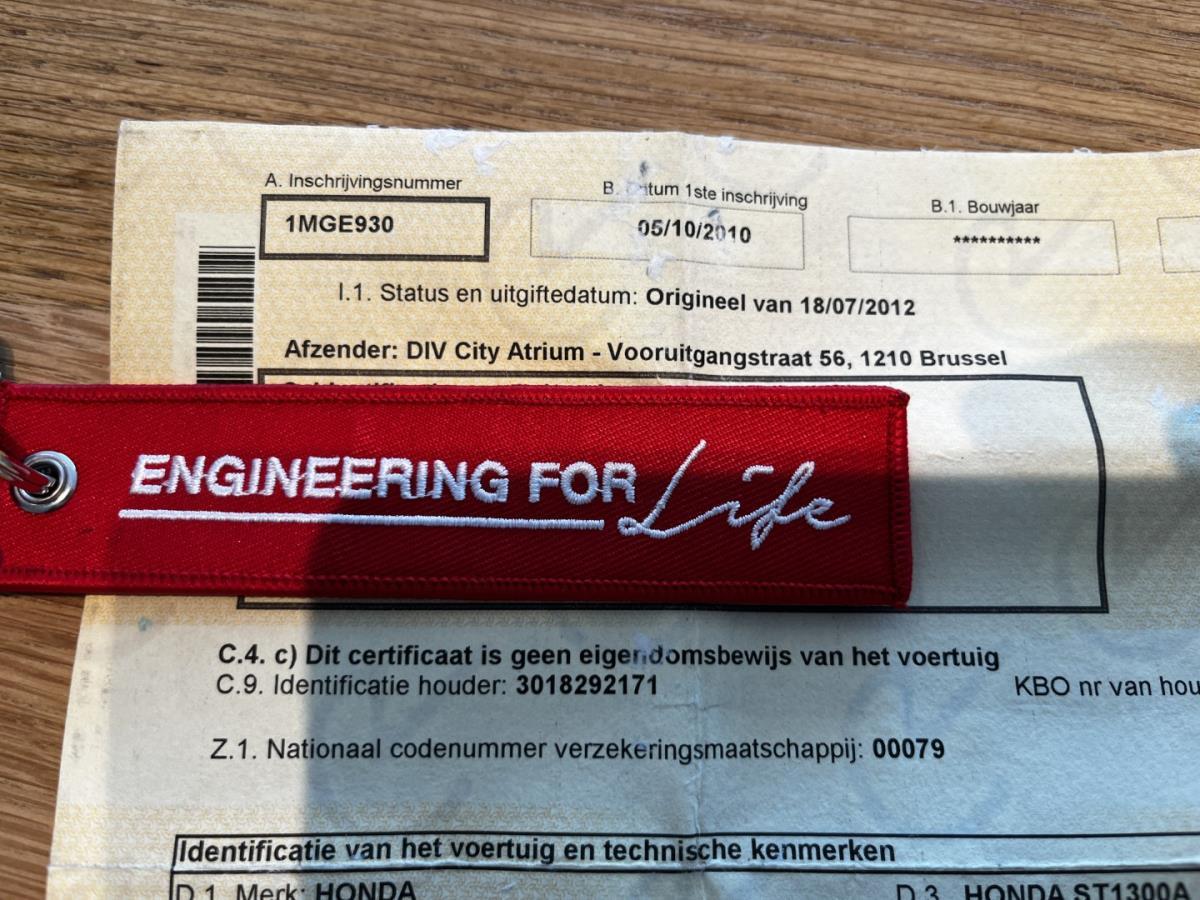 A. Inschrijvingsnummer
1MGE930
B. Datum 1ste inschrijving
05/10/2010
B.1. Bouwjaar
**********
I.1. Status en uitgiftedatum: Origineel van 18/07/2012
Afzender: DIV City Atrium - Vooruitgangstraat 56, 1210 Brussel
ENGINEERING FOR Life
C.4. c) Dit certificaat is geen eigendomsbewijs van het voertuig
C.9. Identificatie houder: 3018292171
KBO nr van hou
Z.1. Nationaal codenummer verzekeringsmaatschappij: 00079
Identificatie van het voertuig en technische kenmerken
D.1. Merk: HONDA
D.3. HONDA ST1300A